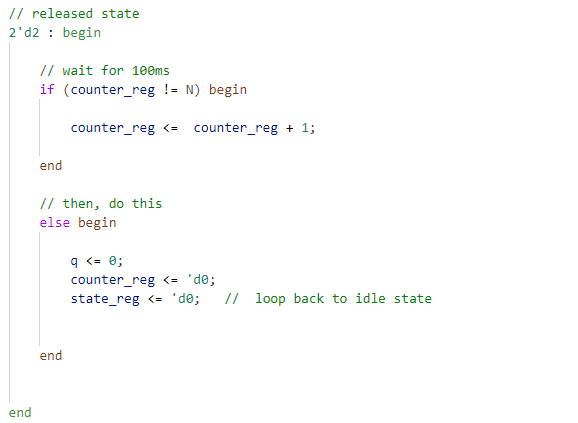 // released state
2'd2 : begin
// wait for 100ms
if (counter_reg != N) begin
counter_reg <=  counter_reg + 1;
end
// then, do this
else begin
q <= 0;
counter_reg <= 'd0;
state_reg <= 'd0;   //  loop back to idle state
end
end